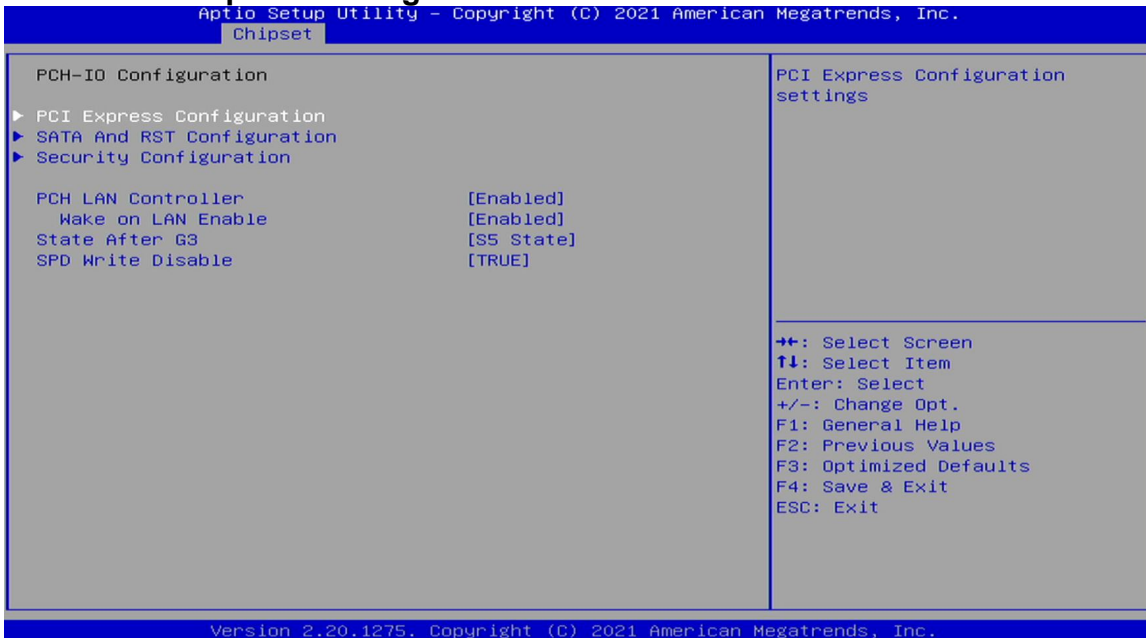 Aptio Setup Utility – Copyright (C) 2021 American Megatrends, Inc.
Chipset
PCH-IO Configuration
▶ PCI Express Configuration
▶ SATA And RST Configuration
▶ Security Configuration
PCH LAN Controller [Enabled]
Wake on LAN Enable [Enabled]
State After G3 [S5 State]
SPD Write Disable [TRUE]
PCI Express Configuration
settings
→←: Select Screen
↑↓: Select Item
Enter: Select
+/-: Change Opt.
F1: General Help
F2: Previous Values
F3: Optimized Defaults
F4: Save & Exit
ESC: Exit
Version 2.20.1275. Copyright (C) 2021 American Megatrends, Inc.